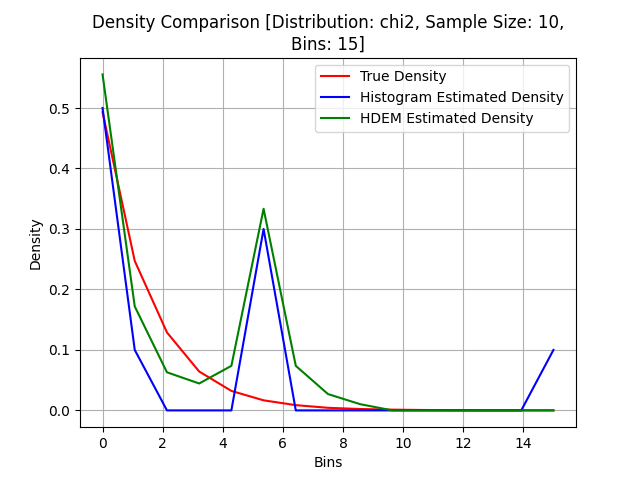 Density Comparison [Distribution: chi2, Sample Size: 10,
Bins: 15]
True Density
Histogram Estimated Density
HDEM Estimated Density
Density
0.5
0.4
0.3
0.2
0.1
0.0
0 2 4 6 8 10 12 14
Bins